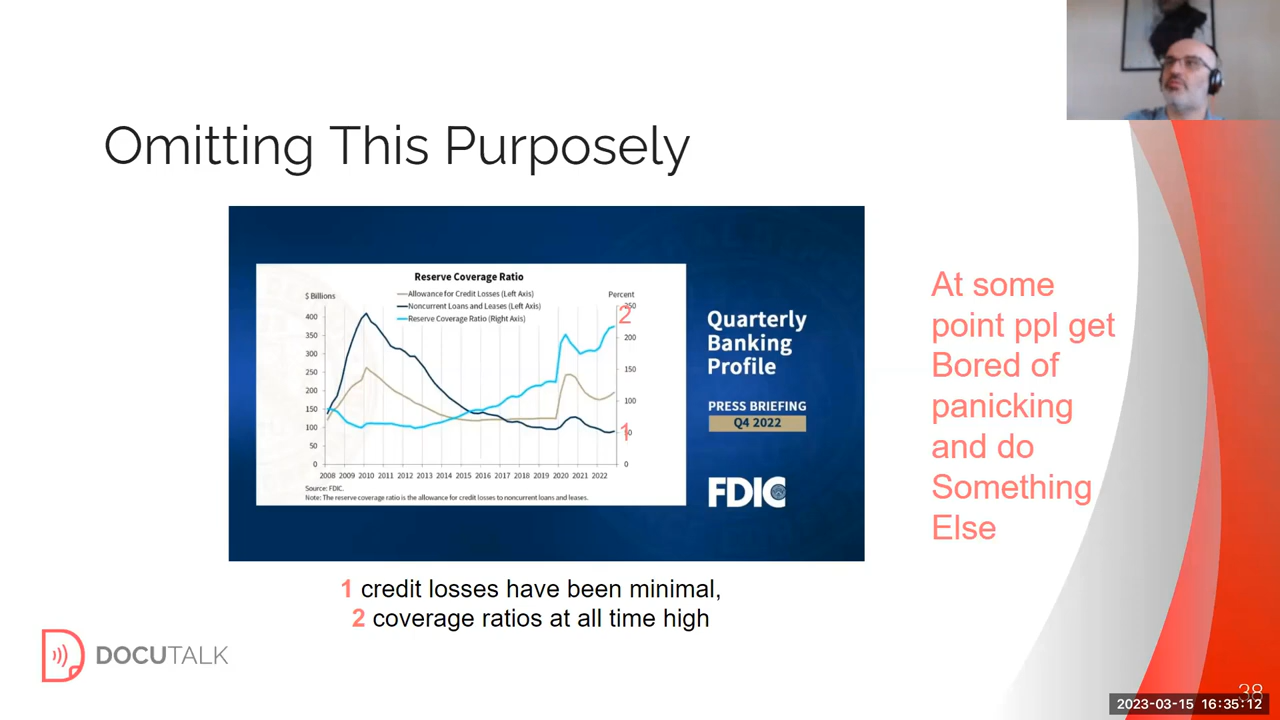 Omitting This Purposely
Reserve Coverage Ratio
$ Billions
Percent
Allowance for Credit Losses (Left Axis)
Noncurrent Loans and Leases (Left Axis)
Reserve Coverage Ratio (Right Axis)
400
350
300
250
200
150
100
50
0
250
200
150
100
50
0
2
1
2008 2009 2010 2011 2012 2013 2014 2015 2016 2017 2018 2019 2020 2021 2022
Source: FDIC.
Note: The reserve coverage ratio is the allowance for credit losses to noncurrent loans and leases.
Quarterly
Banking
Profile
PRESS BRIEFING
Q4 2022
FDIC
At some
point ppl get
Bored of
panicking
and do
Something
Else
1 credit losses have been minimal,
2 coverage ratios at all time high
DOCUTALK
38
2023-03-15 16:35:12